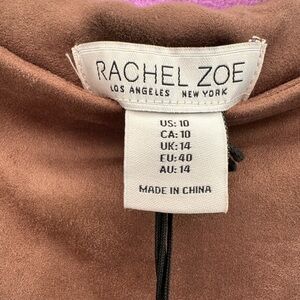 RACHEL ZOE
LOS ANGELES NEW YORK
US: 10
CA: 10
UK: 14
EU: 40
AU: 14
MADE IN CHINA